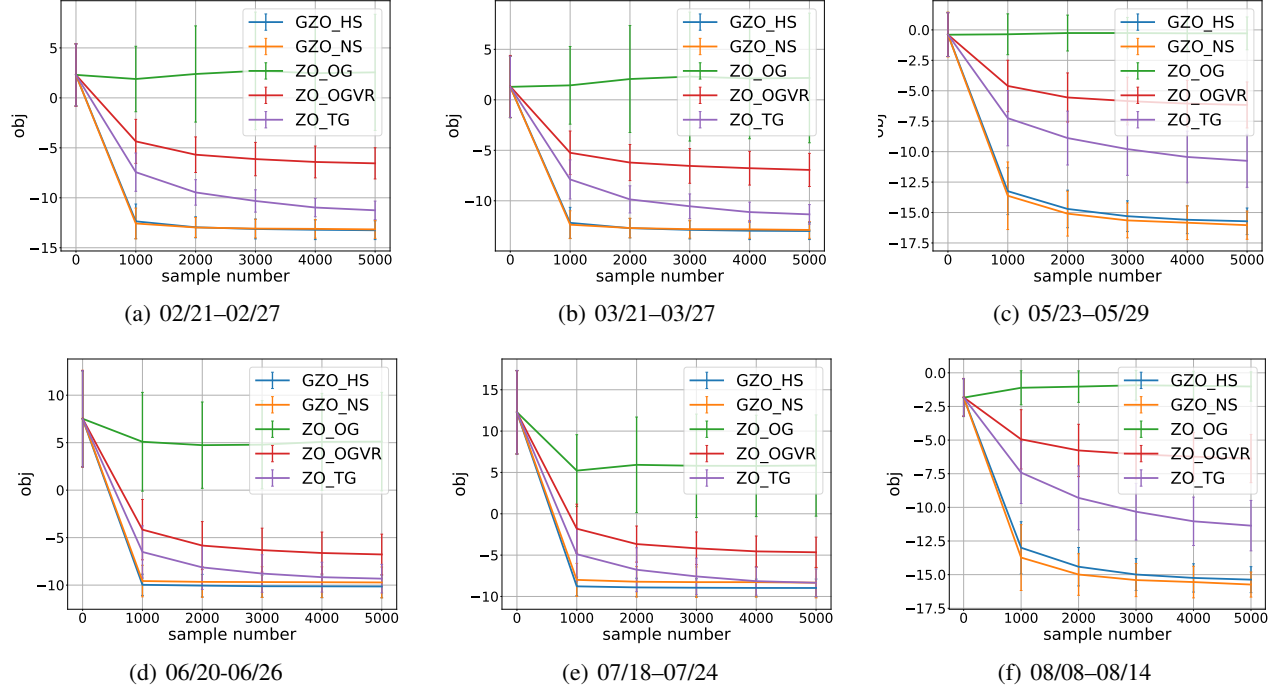 GZO_HS
GZO_NS
ZO_OG
ZO_OGVR
ZO_TG
5
0
−5
−10
−15
obj
0 1000 2000 3000 4000 5000
sample number
(a) 02/21–02/27
GZO_HS
GZO_NS
ZO_OG
ZO_OGVR
ZO_TG
5
0
−5
−10
obj
0 1000 2000 3000 4000 5000
sample number
(b) 03/21–03/27
GZO_HS
GZO_NS
ZO_OG
ZO_OGVR
ZO_TG
0.0
−2.5
−5.0
−7.5
−10.0
−12.5
−15.0
−17.5
obj
0 1000 2000 3000 4000 5000
sample number
(c) 05/23–05/29
GZO_HS
GZO_NS
ZO_OG
ZO_OGVR
ZO_TG
10
5
0
−5
−10
obj
0 1000 2000 3000 4000 5000
sample number
(d) 06/20-06/26
GZO_HS
GZO_NS
ZO_OG
ZO_OGVR
ZO_TG
15
10
5
0
−5
−10
obj
0 1000 2000 3000 4000 5000
sample number
(e) 07/18–07/24
GZO_HS
GZO_NS
ZO_OG
ZO_OGVR
ZO_TG
0.0
−2.5
−5.0
−7.5
−10.0
−12.5
−15.0
−17.5
obj
0 1000 2000 3000 4000 5000
sample number
(f) 08/08–08/14